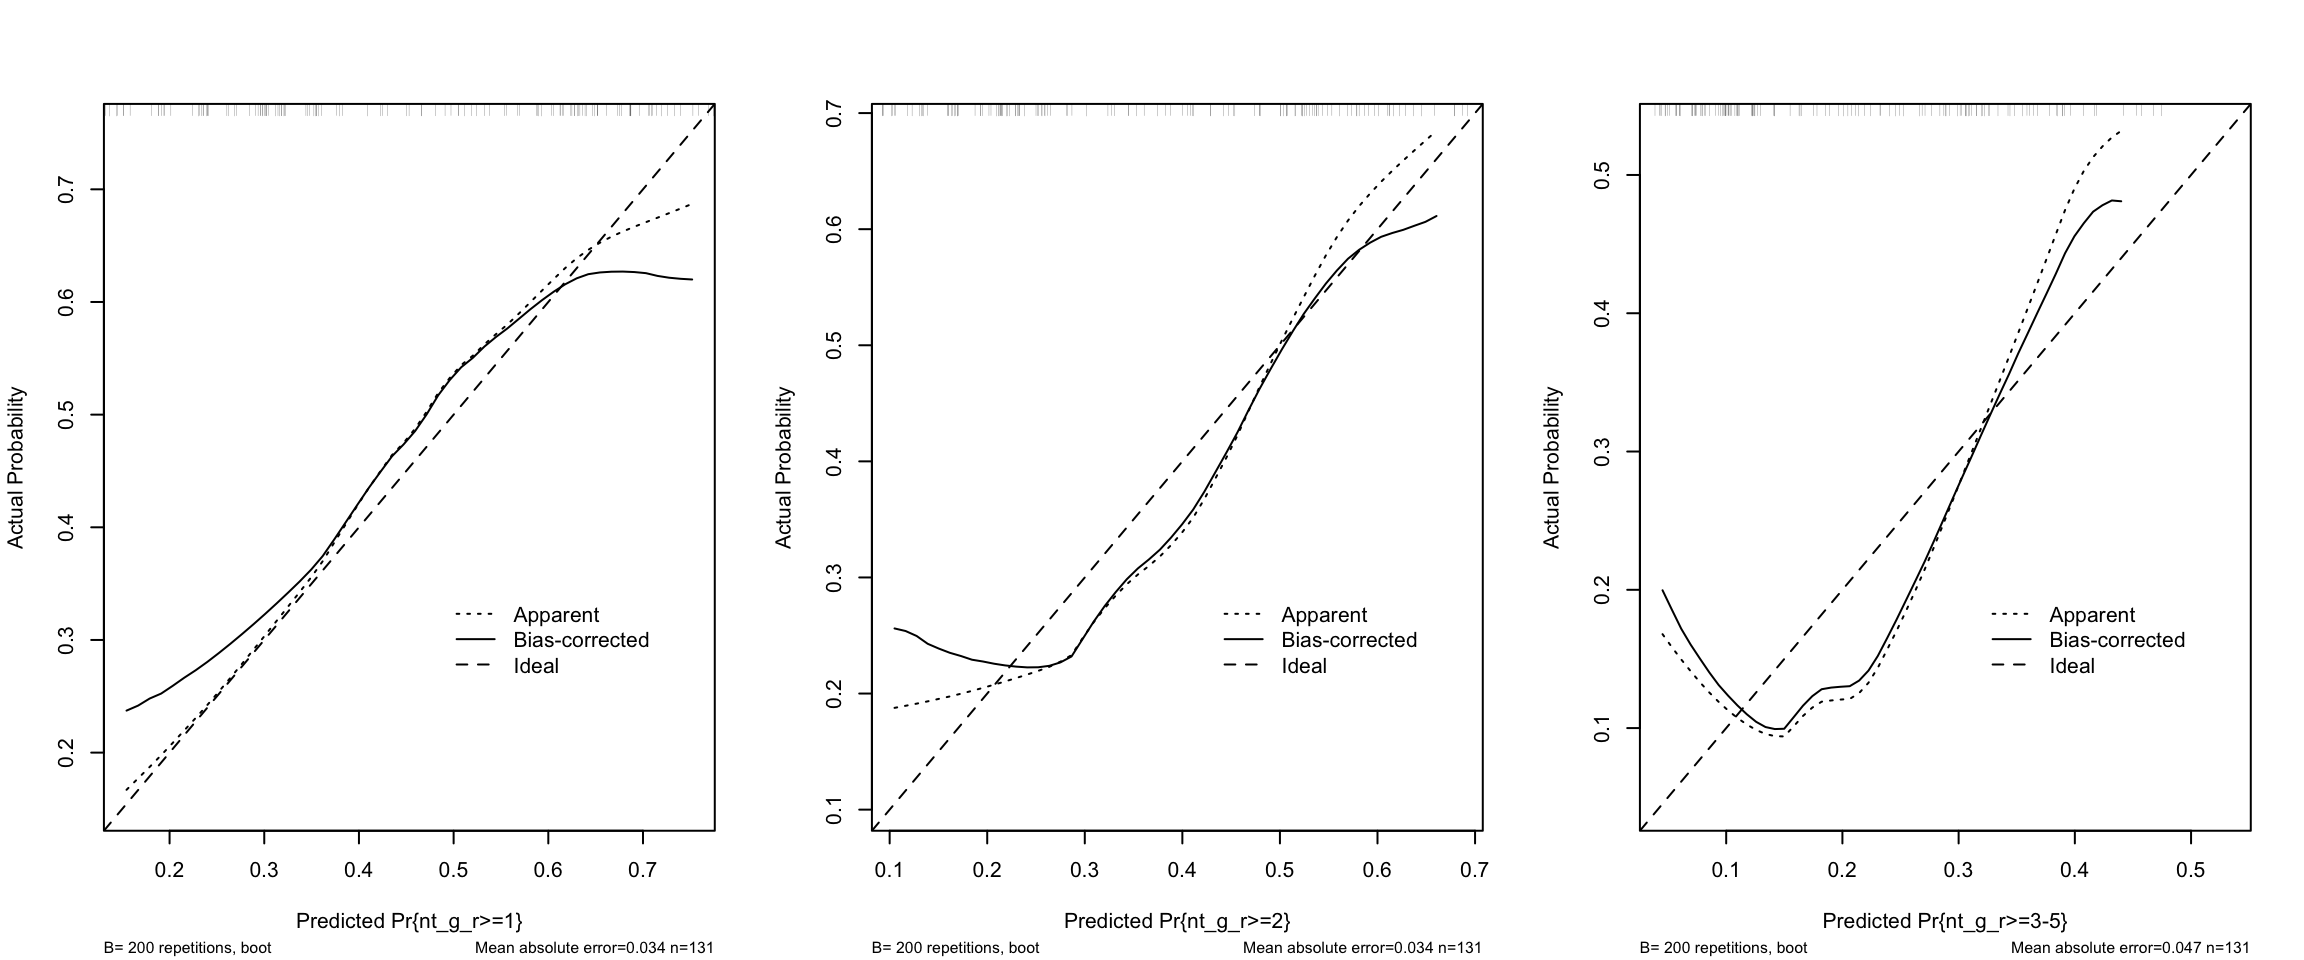 Actual Probability
0.7
0.6
0.5
0.4
0.3
0.2
Apparent
Bias-corrected
Ideal
0.2 0.3 0.4 0.5 0.6 0.7
Predicted Pr{nt_g_r>=1}
B= 200 repetitions, boot Mean absolute error=0.034 n=131
Actual Probability
0.7
0.6
0.5
0.4
0.3
0.2
0.1
Apparent
Bias-corrected
Ideal
0.1 0.2 0.3 0.4 0.5 0.6 0.7
Predicted Pr{nt_g_r>=2}
B= 200 repetitions, boot Mean absolute error=0.034 n=131
Actual Probability
0.5
0.4
0.3
0.2
0.1
Apparent
Bias-corrected
Ideal
0.1 0.2 0.3 0.4 0.5
Predicted Pr{nt_g_r>=3-5}
B= 200 repetitions, boot Mean absolute error=0.047 n=131